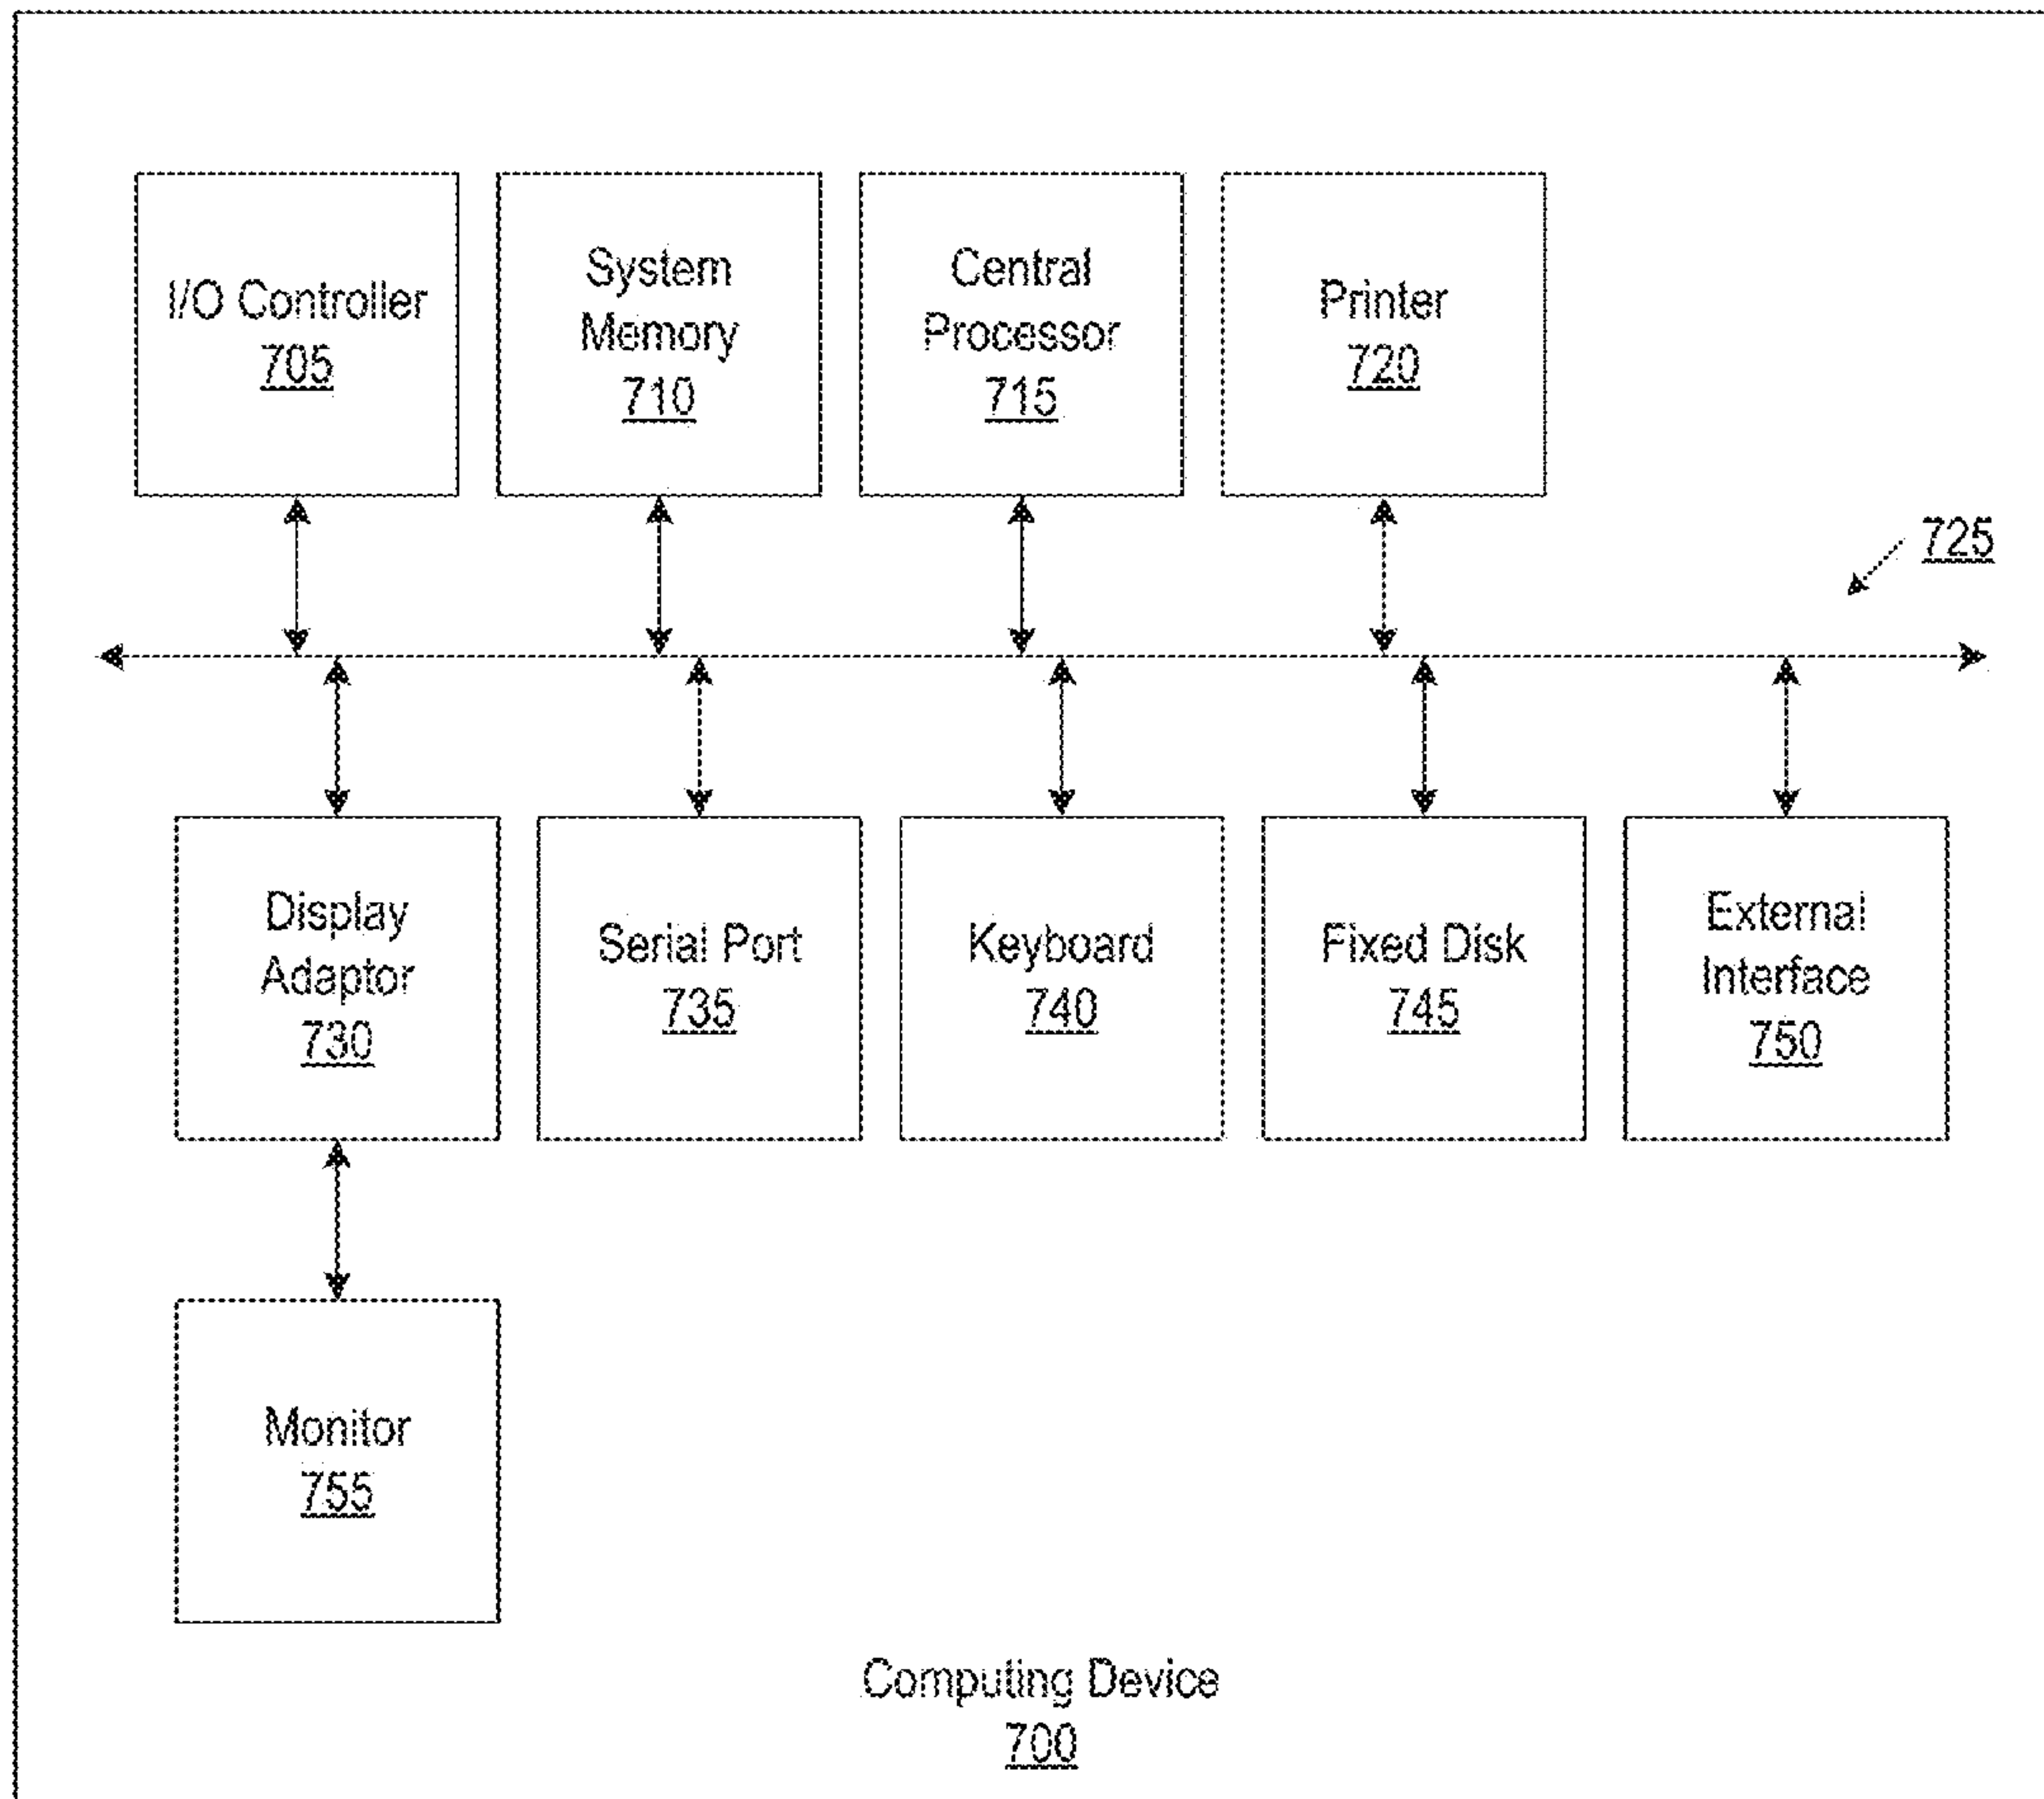 I/O Controller
705
System
Memory
710
Central
Processor
715
Printer
720
725
Display
Adaptor
730
Serial Port
735
Keyboard
740
Fixed Disk
745
External
Interface
750
Monitor
755
Computing Device
700